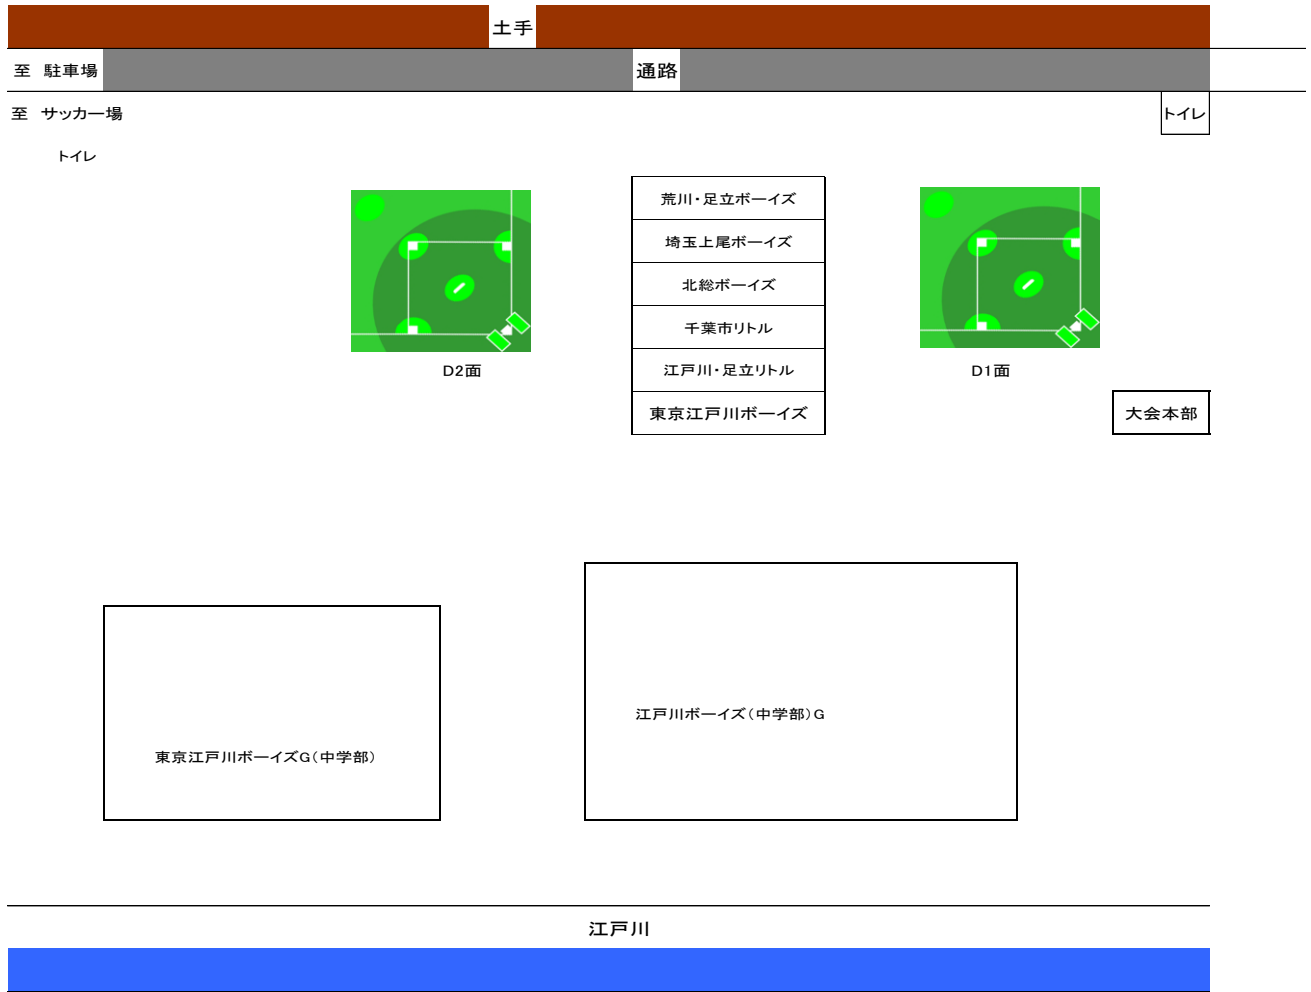 土手
至 駐車場
通路
至 サッカー場
トイレ
トイレ
荒川・足立ボーイズ
埼玉上尾ボーイズ
北総ボーイズ
千葉市リトル
江戸川・足立リトル
東京江戸川ボーイズ
D2面
D1面
大会本部
江戸川ボーイズ（中学部）G
東京江戸川ボーイズG（中学部）
江戸川